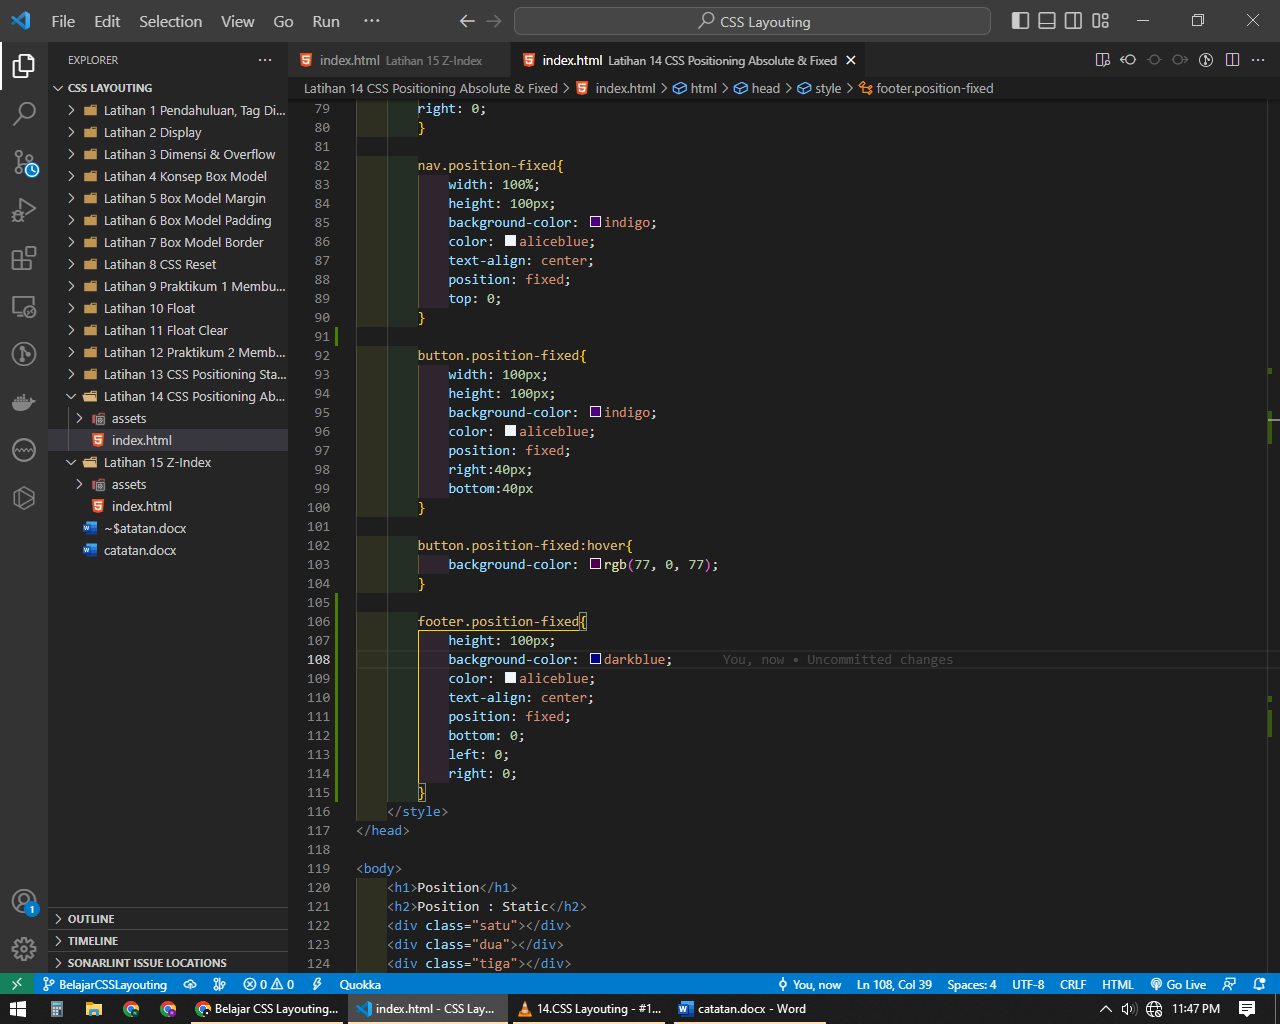 File Edit Selection View Go Run ··· CSS Layouting
EXPLORER ···
CSS LAYOUTING
Latihan 1 Pendahuluan, Tag Di...
Latihan 2 Display
Latihan 3 Dimensi & Overflow
Latihan 4 Konsep Box Model
Latihan 5 Box Model Margin
Latihan 6 Box Model Padding
Latihan 7 Box Model Border
Latihan 8 CSS Reset
Latihan 9 Praktikum 1 Membu...
Latihan 10 Float
Latihan 11 Float Clear
Latihan 12 Praktikum 2 Memb...
Latihan 13 CSS Positioning Sta...
Latihan 14 CSS Positioning Ab...
assets
index.html
Latihan 15 Z-Index
assets
index.html
~$atatan.docx
catatan.docx
OUTLINE
TIMELINE
SONARLINT ISSUE LOCATIONS
index.html Latihan 15 Z-Index
index.html Latihan 14 CSS Positioning Absolute & Fixed
Latihan 14 CSS Positioning Absolute & Fixed > index.html > html > head > style > footer.position-fixed
79 right: 0;
80 }
81
82 nav.position-fixed{
83 width: 100%;
84 height: 100px;
85 background-color: indigo;
86 color: aliceblue;
87 text-align: center;
88 position: fixed;
89 top: 0;
90 }
91
92 button.position-fixed{
93 width: 100px;
94 height: 100px;
95 background-color: indigo;
96 color: aliceblue;
97 position: fixed;
98 right:40px;
99 bottom:40px
100 }
101
102 button.position-fixed:hover{
103 background-color: rgb(77, 0, 77);
104 }
105
106 footer.position-fixed{
107 height: 100px;
108 background-color: darkblue; You, now • Uncommitted changes
109 color: aliceblue;
110 text-align: center;
111 position: fixed;
112 bottom: 0;
113 left: 0;
114 right: 0;
115 }
116 </style>
117 </head>
118
119 <body>
120 <h1>Position</h1>
121 <h2>Position : Static</h2>
122 <div class="satu"></div>
123 <div class="dua"></div>
124 <div class="tiga"></div>
1
BelajarCSSLayouting 0 0 Quokka You, now Ln 108, Col 39 Spaces: 4 UTF-8 CRLF HTML Go Live
Belajar CSS Layouting... index.html - CSS Lay... 14.CSS Layouting - #1... catatan.docx - Word 11:47 PM